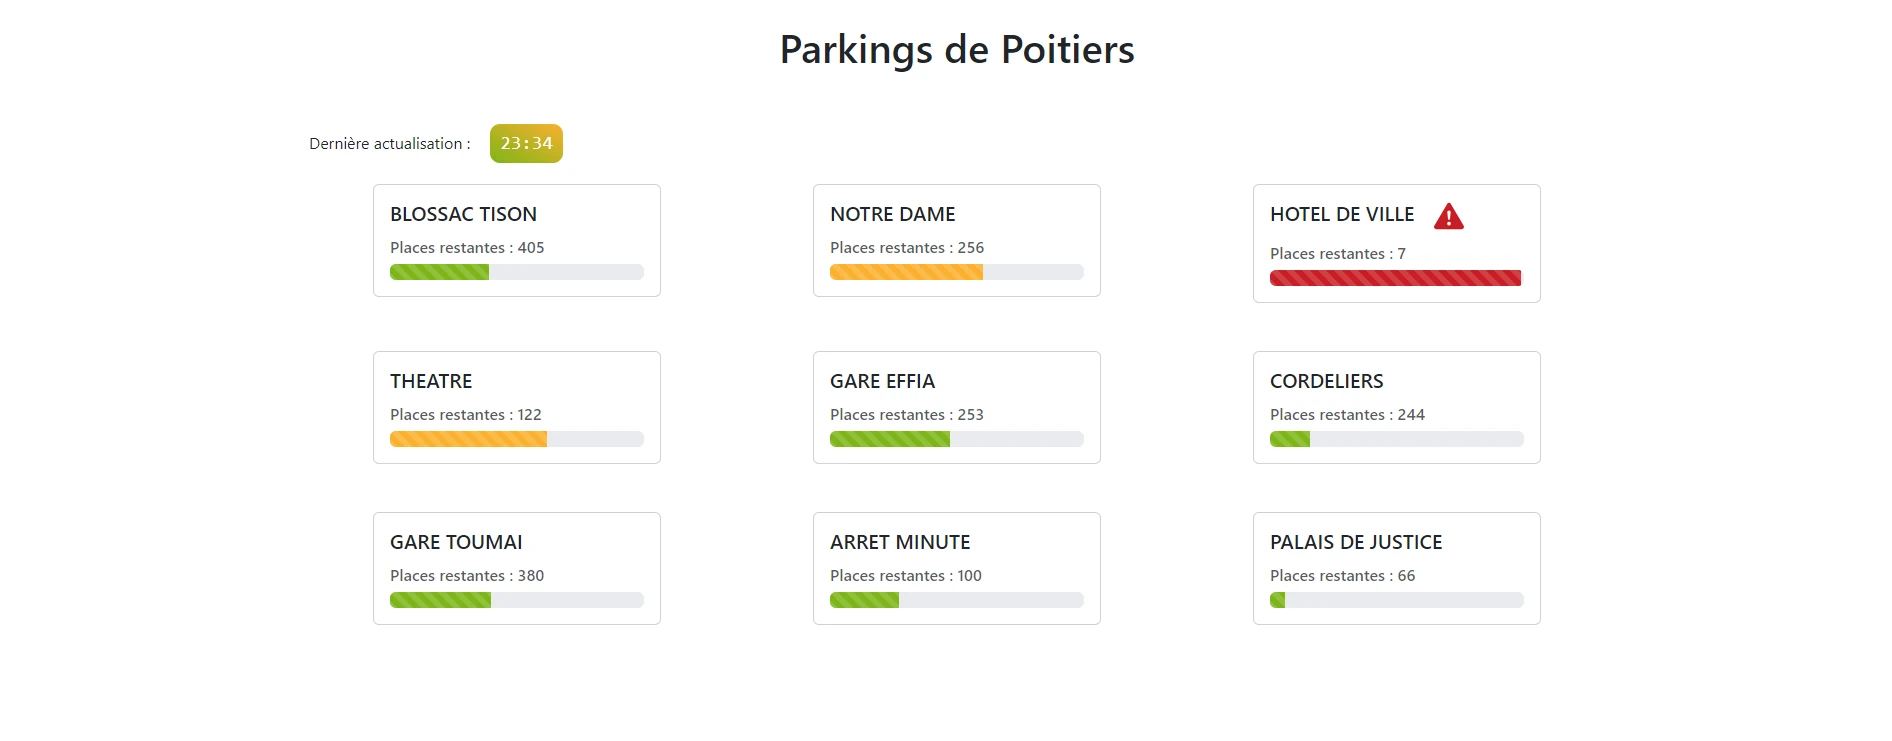 Parkings de Poitiers
Dernière actualisation : 23:34
BLOSSAC TISON
Places restantes : 405
NOTRE DAME
Places restantes : 256
HOTEL DE VILLE
Places restantes : 7
THEATRE
Places restantes : 122
GARE EFFIA
Places restantes : 253
CORDELIERS
Places restantes : 244
GARE TOUMAI
Places restantes : 380
ARRET MINUTE
Places restantes : 100
PALAIS DE JUSTICE
Places restantes : 66